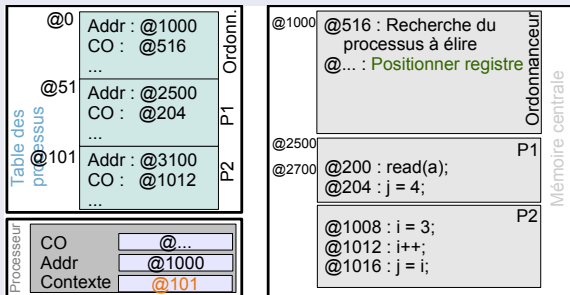 @0
Addr : @1000
CO : @516
...
Ordonn.
@51
Addr : @2500
CO : @204
...
P1
@101
Addr : @3100
CO : @1012
...
P2
Table des
processus
Processeur
CO @...
Addr @1000
Contexte @101
@1000
@516 : Recherche du
processus à élire
@... : Positionner registre
Ordonnanceur
@2500
P1
@2700
@200 : read(a);
@204 : j = 4;
P2
@1008 : i = 3;
@1012 : i++;
@1016 : j = i;
Mémoire centrale